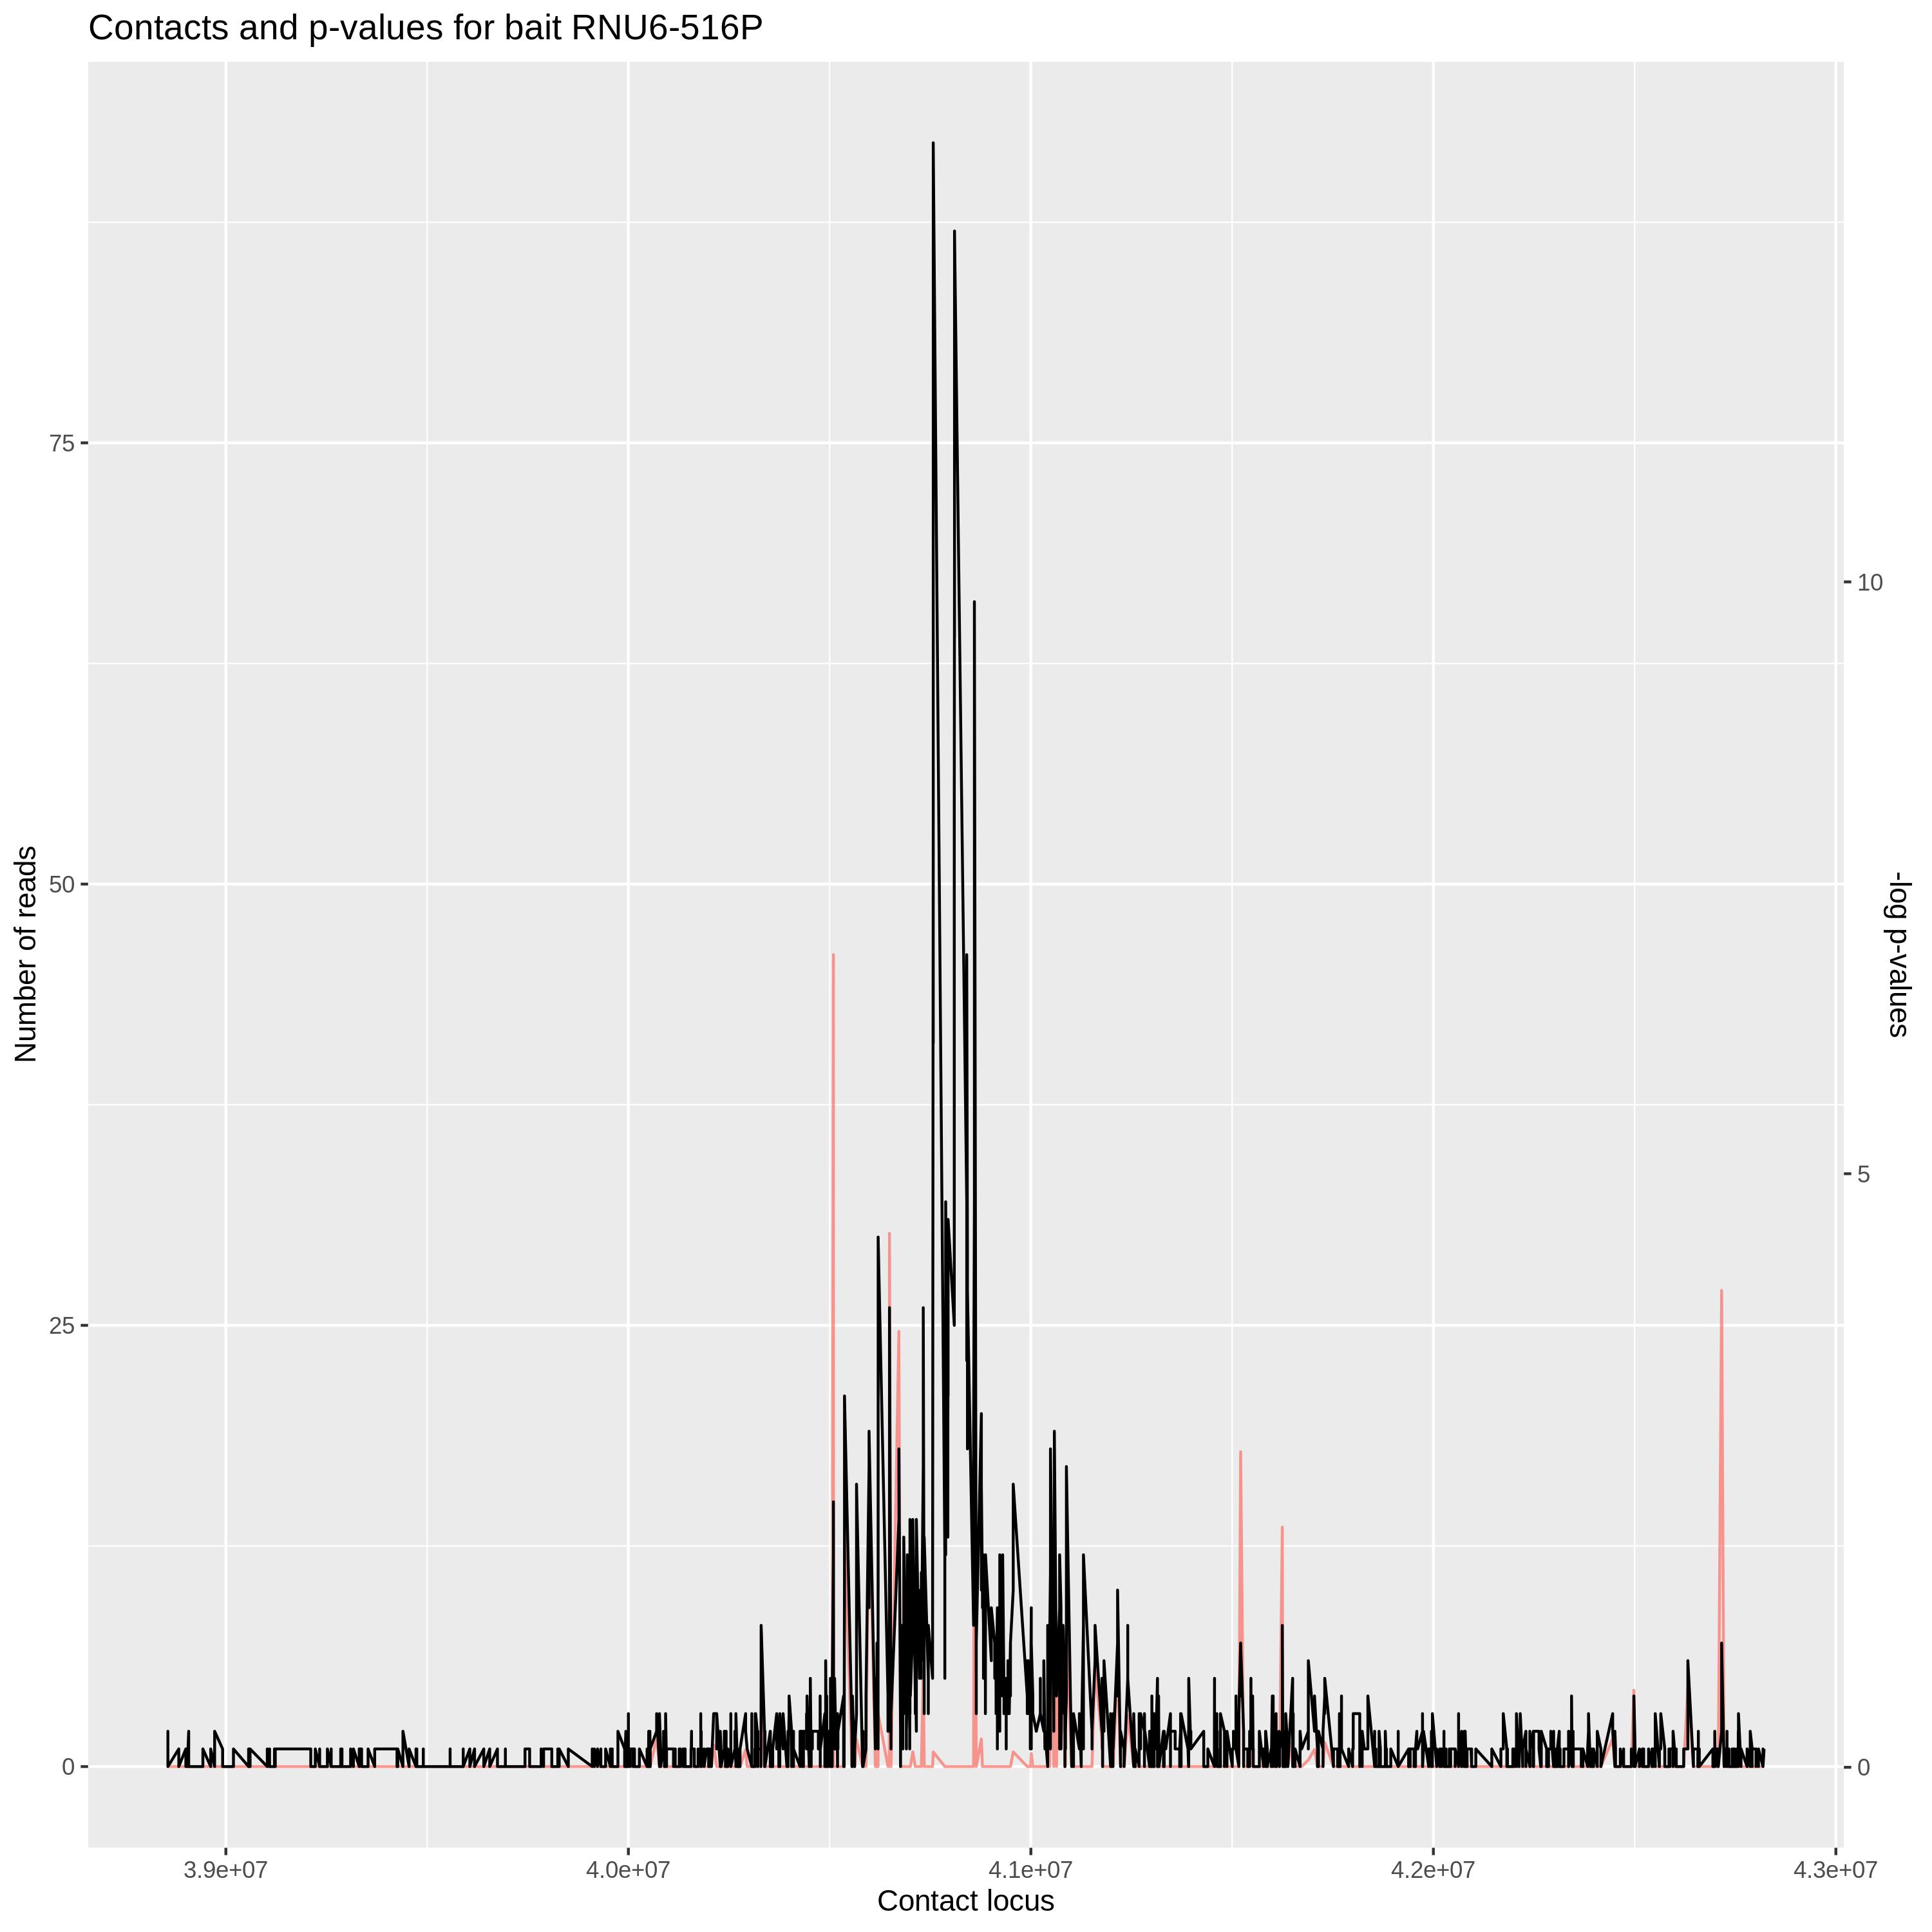 Contacts and p-values for bait RNU6-516P
75
50
25
0
Number of reads
10
5
0
-log p-values
3.9e+07
4.0e+07
4.1e+07
4.2e+07
4.3e+07
Contact locus